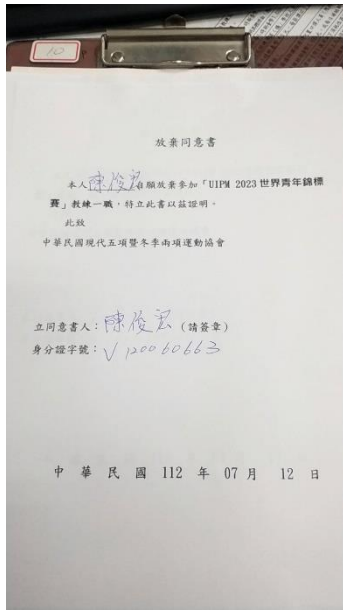 10
放棄同意書
本人陳俊宏自願放棄參加「UIPM 2023世界青年錦標
賽」教練一職，特立此書以茲證明。
此致
中華民國現代五項暨冬季兩項運動協會
立同意書人：陳俊宏（請簽章）
身分證字號：V120060663
中華民國 112 年 07 月 12 日